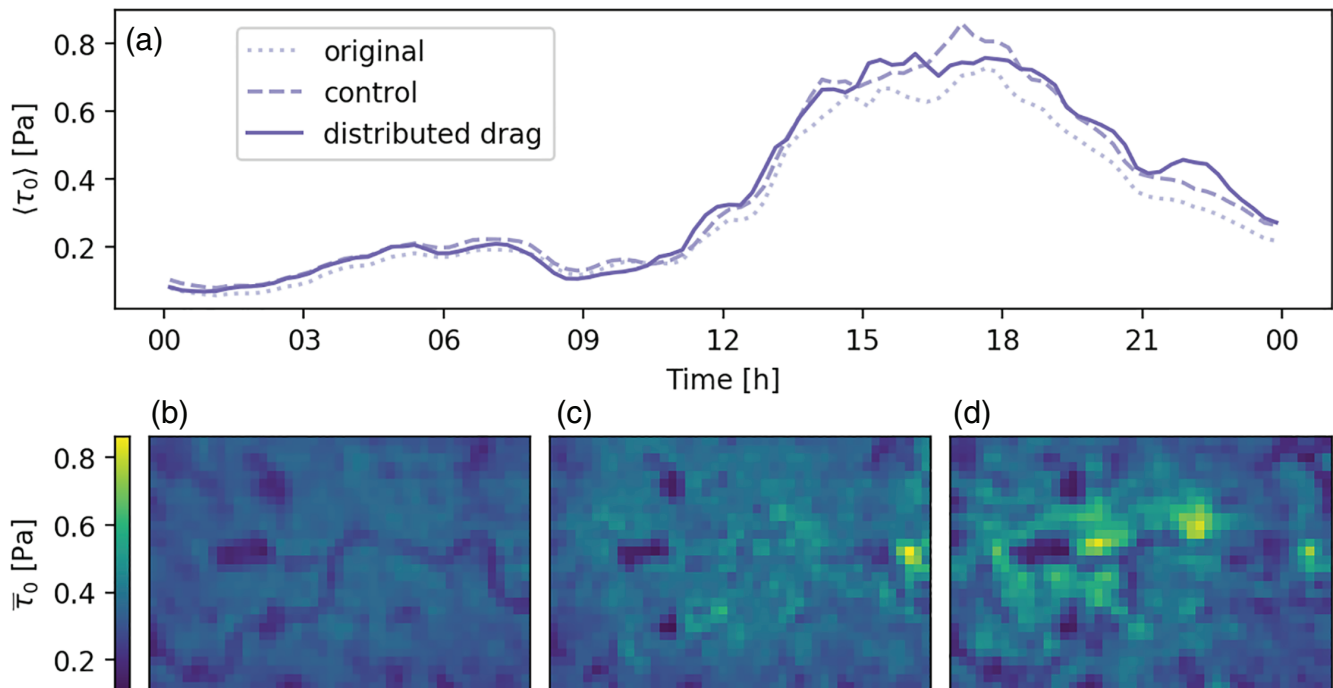 (a)
original
control
distributed drag
0.8
0.6
0.4
0.2
⟨τ₀⟩ [Pa]
00 03 06 09 12 15 18 21 00
Time [h]
(b) (c) (d)
0.8
0.6
0.4
0.2
τ̿₀ [Pa]